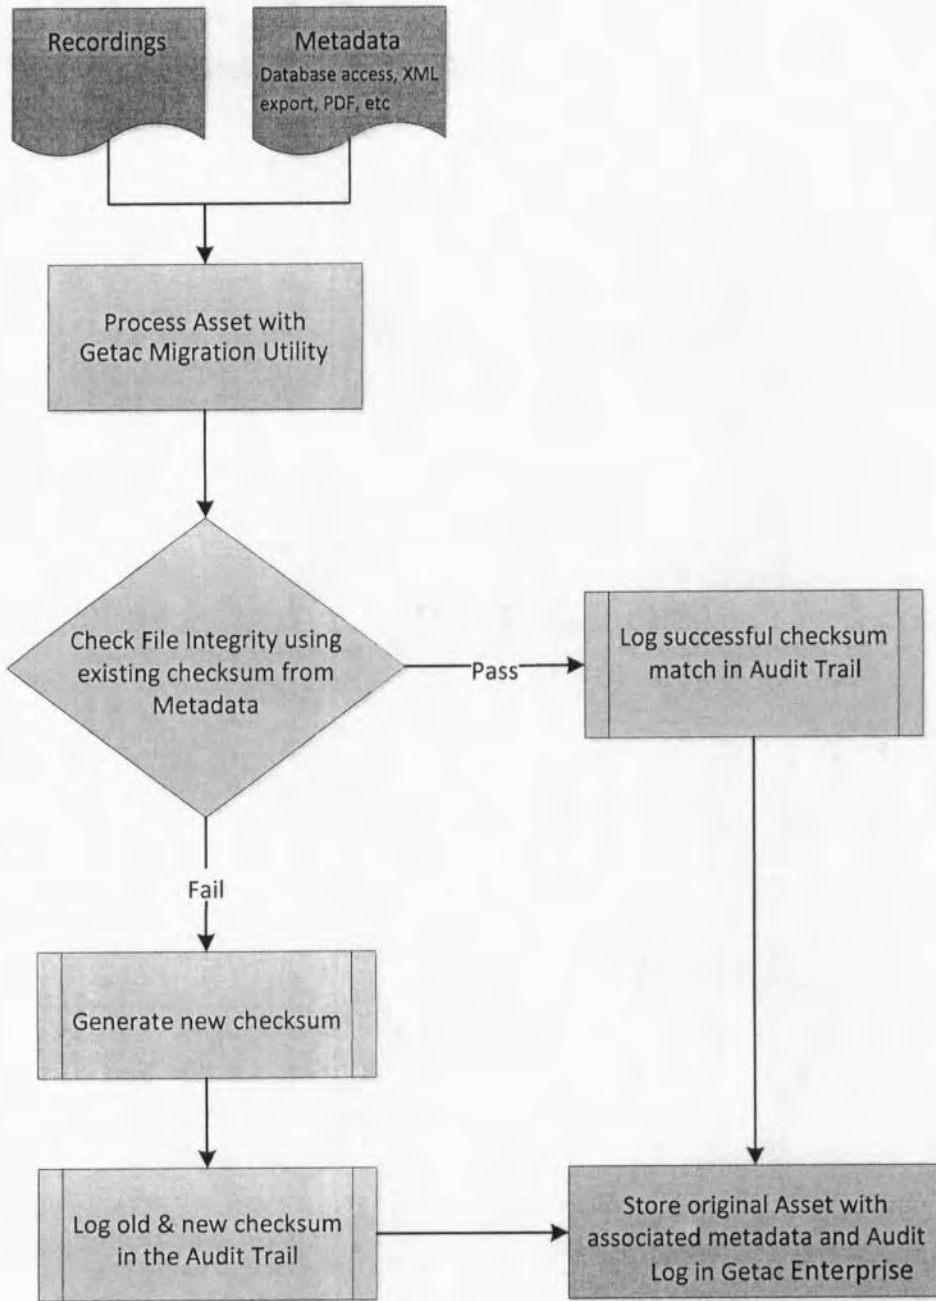 Recordings
Metadata
Database access, XML
export, PDF, etc
Process Asset with
Getac Migration Utility
Check File Integrity using
existing checksum from
Metadata
Pass
Log successful checksum
match in Audit Trail
Fail
Generate new checksum
Log old & new checksum
in the Audit Trail
Store original Asset with
associated metadata and Audit
Log in Getac Enterprise